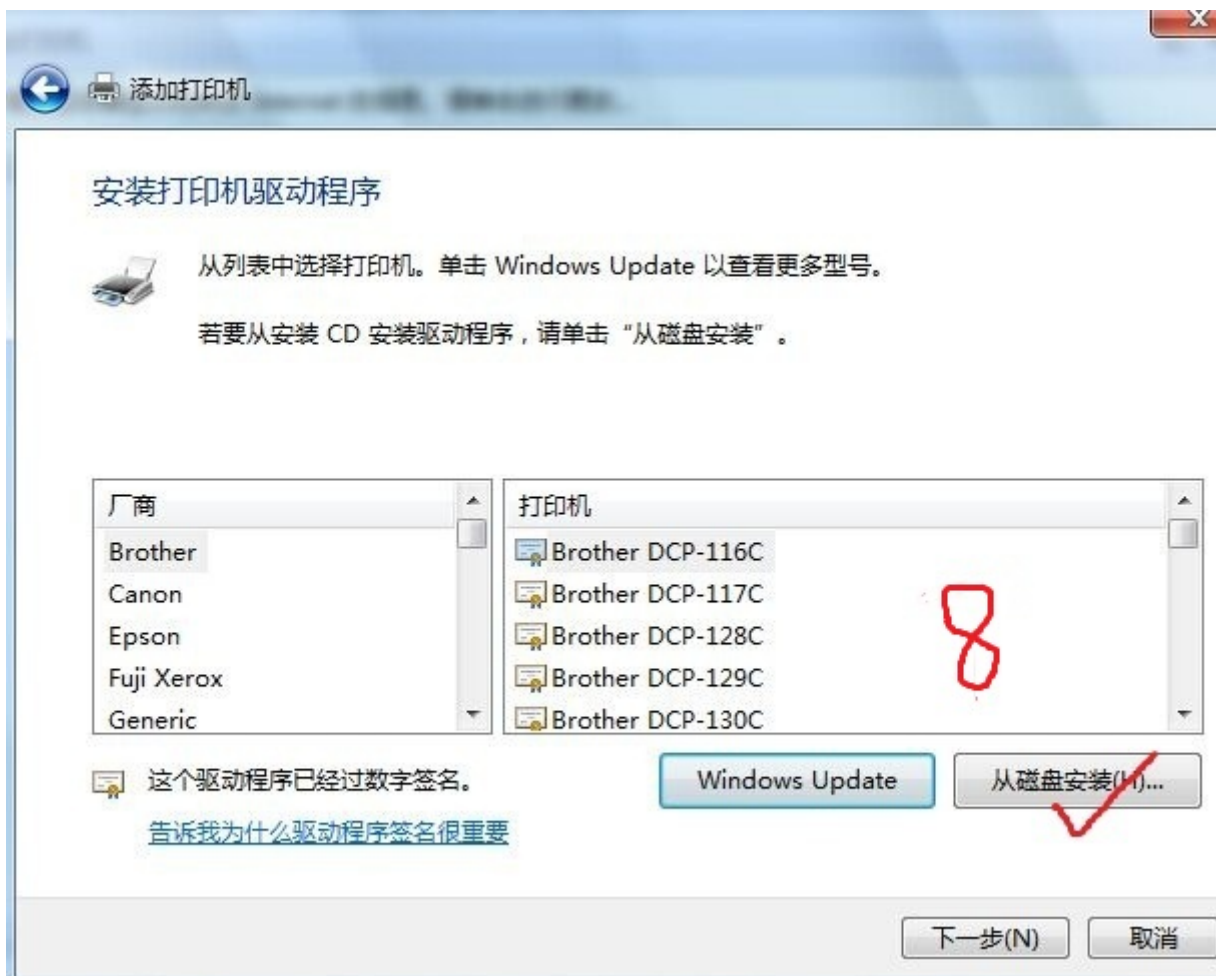 添加打印机
安装打印机驱动程序
从列表中选择打印机。单击 Windows Update 以查看更多型号。
若要从安装 CD 安装驱动程序，请单击“从磁盘安装”。
厂商
Brother
Canon
Epson
Fuji Xerox
Generic
打印机
Brother DCP-116C
Brother DCP-117C
Brother DCP-128C
Brother DCP-129C
Brother DCP-130C
8
这个驱动程序已经过数字签名。
告诉我为什么驱动程序签名很重要
Windows Update
从磁盘安装(H)...
下一步(N)
取消